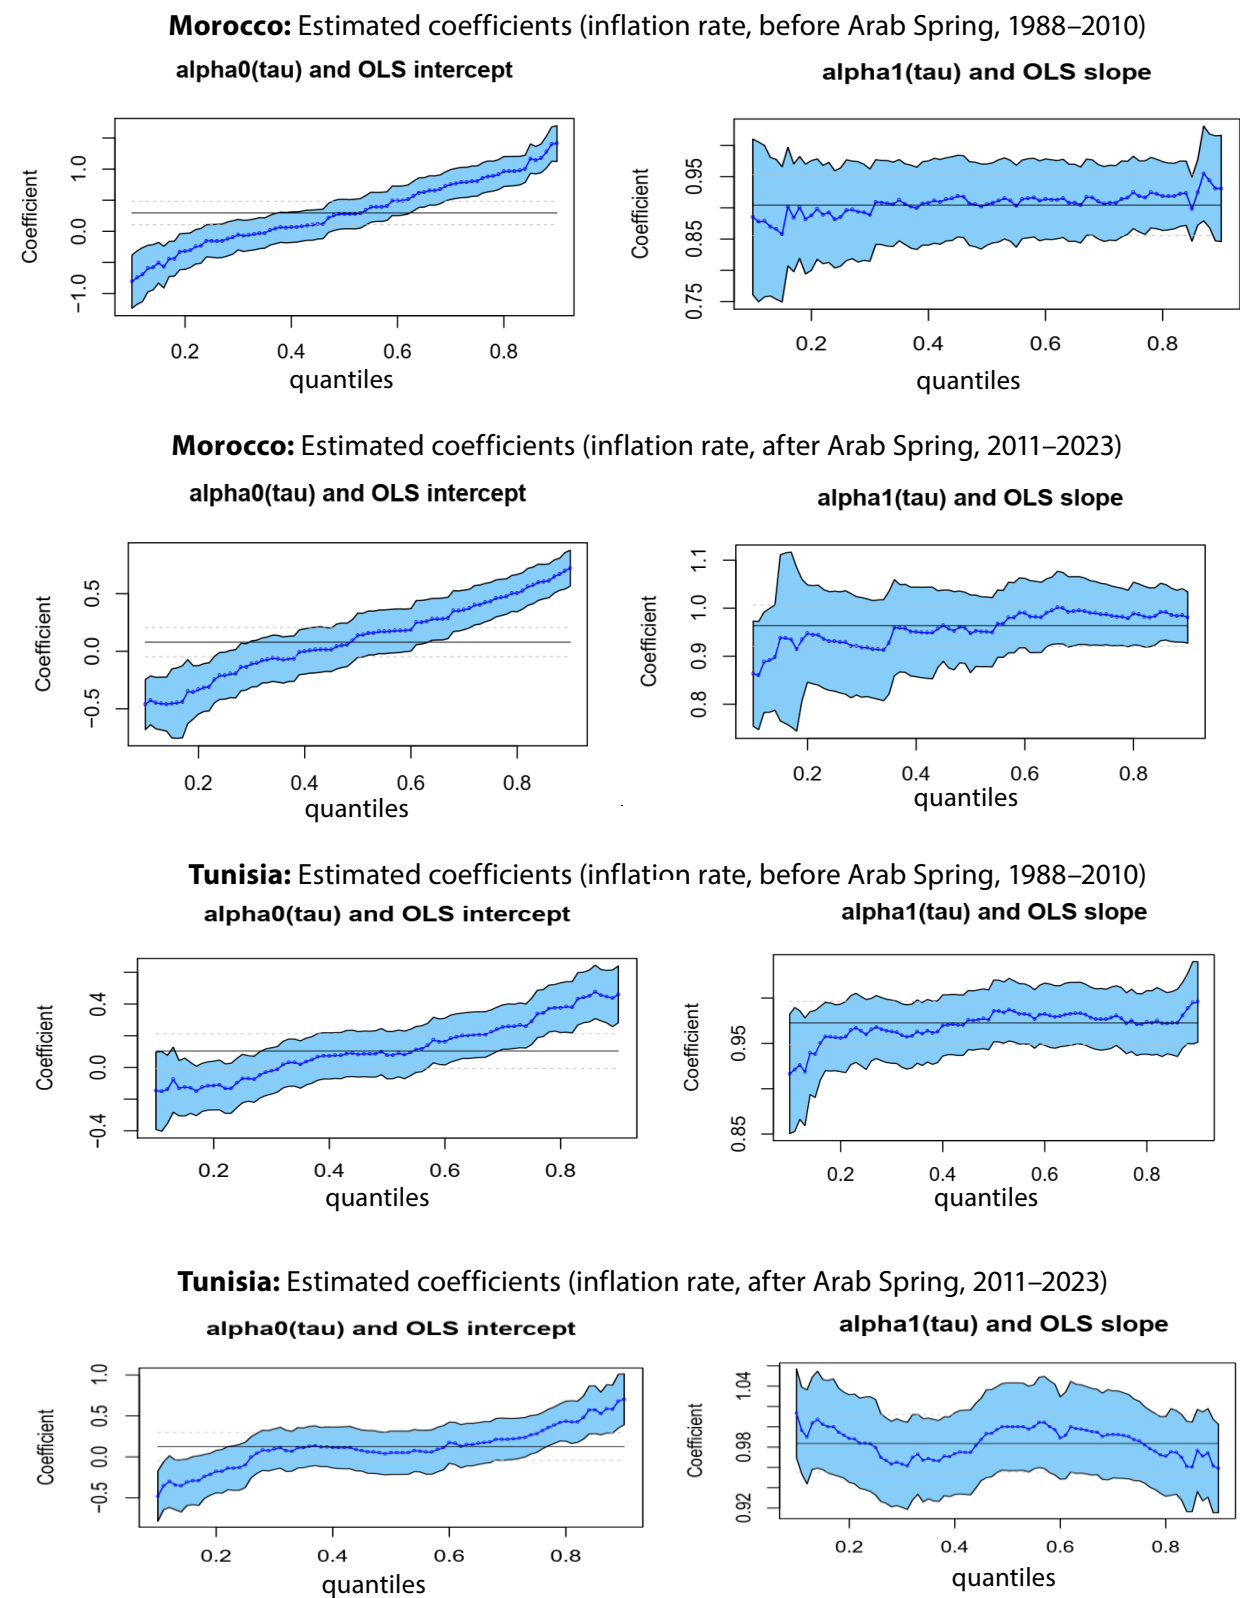 Morocco: Estimated coefficients (inflation rate, before Arab Spring, 1988–2010)
alpha0(tau) and OLS intercept
alpha1(tau) and OLS slope
Coefficient
1.0
0.0
−1.0
0.2 0.4 0.6 0.8
quantiles
Coefficient
0.95
0.85
0.75
0.2 0.4 0.6 0.8
quantiles
Morocco: Estimated coefficients (inflation rate, after Arab Spring, 2011–2023)
alpha0(tau) and OLS intercept
alpha1(tau) and OLS slope
Coefficient
0.5
0.0
−0.5
0.2 0.4 0.6 0.8
quantiles
Coefficient
1.1
1.0
0.9
0.8
0.2 0.4 0.6 0.8
quantiles
Tunisia: Estimated coefficients (inflation rate, before Arab Spring, 1988–2010)
alpha0(tau) and OLS intercept
alpha1(tau) and OLS slope
Coefficient
0.4
0.0
−0.4
0.2 0.4 0.6 0.8
quantiles
Coefficient
0.95
0.85
0.2 0.4 0.6 0.8
quantiles
Tunisia: Estimated coefficients (inflation rate, after Arab Spring, 2011–2023)
alpha0(tau) and OLS intercept
alpha1(tau) and OLS slope
Coefficient
1.0
0.5
0.0
−0.5
0.2 0.4 0.6 0.8
quantiles
Coefficient
1.04
0.98
0.92
0.2 0.4 0.6 0.8
quantiles